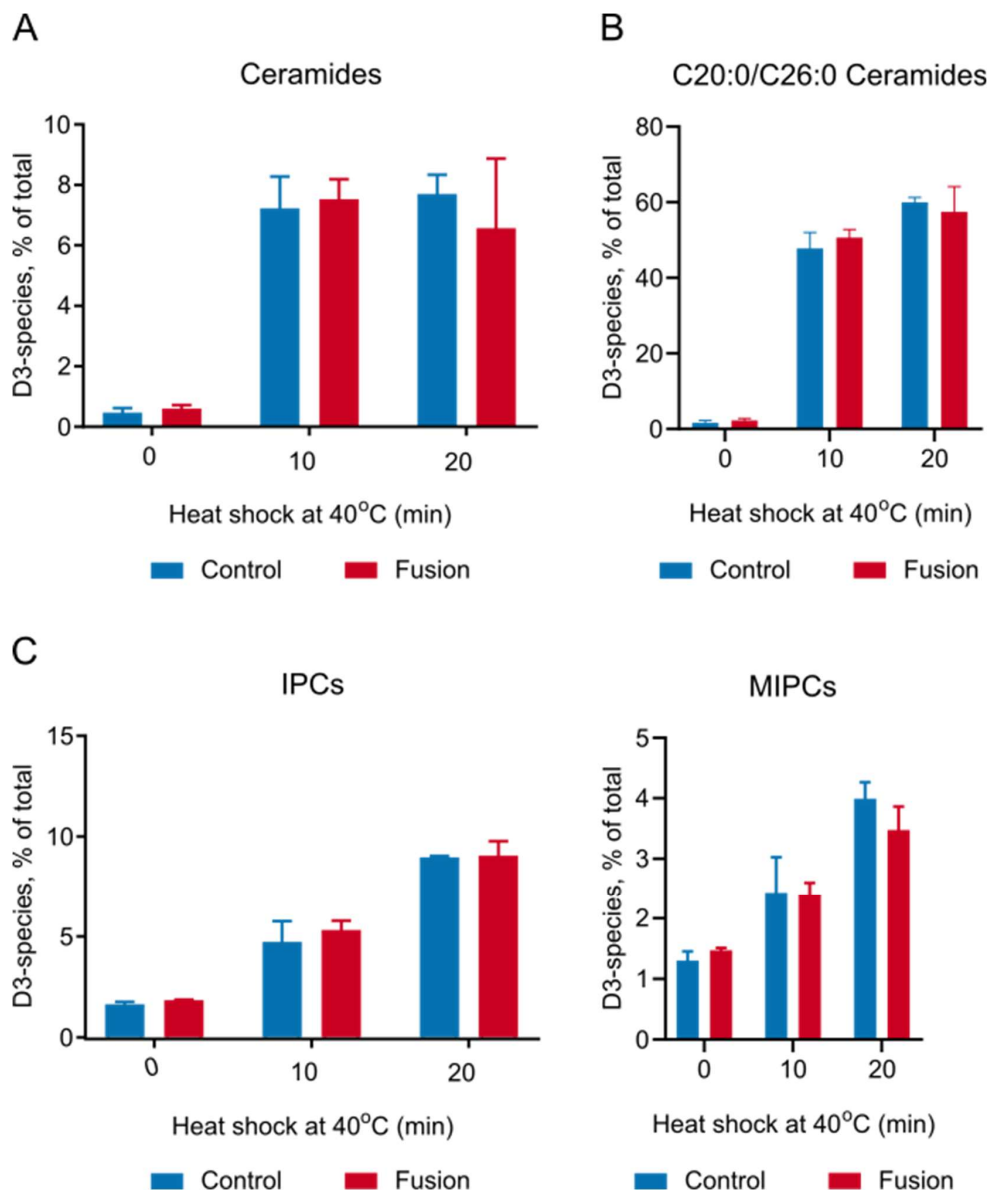 A
Ceramides
D3-species, % of total
10
8
6
4
2
0
0
10
20
Heat shock at 40°C (min)
Control
Fusion
B
C20:0/C26:0 Ceramides
D3-species, % of total
80
60
40
20
0
0
10
20
Heat shock at 40°C (min)
Control
Fusion
C
IPCs
D3-species, % of total
15
10
5
0
0
10
20
Heat shock at 40°C (min)
Control
Fusion
MIPCs
D3-species, % of total
5
4
3
2
1
0
0
10
20
Heat shock at 40°C (min)
Control
Fusion